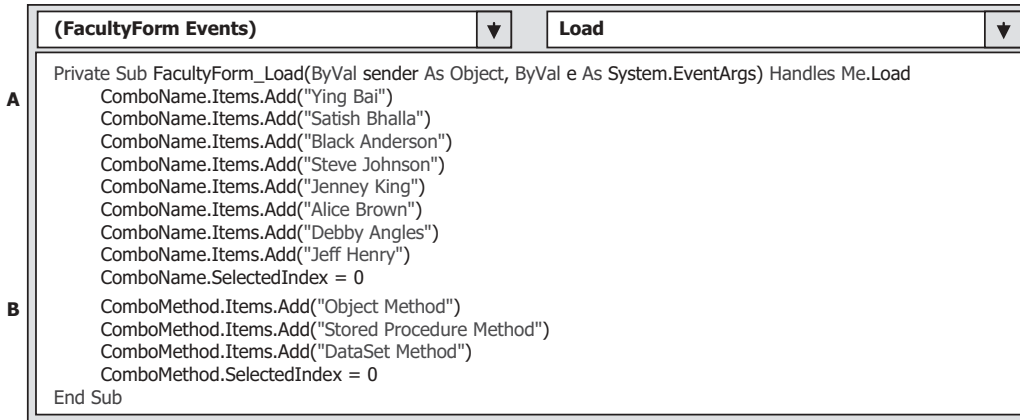 (FacultyForm Events) Load
Private Sub FacultyForm_Load(ByVal sender As Object, ByVal e As System.EventArgs) Handles Me.Load
A ComboName.Items.Add("Ying Bai")
ComboName.Items.Add("Satish Bhalla")
ComboName.Items.Add("Black Anderson")
ComboName.Items.Add("Steve Johnson")
ComboName.Items.Add("Jenney King")
ComboName.Items.Add("Alice Brown")
ComboName.Items.Add("Debby Angles")
ComboName.Items.Add("Jeff Henry")
ComboName.SelectedIndex = 0
B ComboMethod.Items.Add("Object Method")
ComboMethod.Items.Add("Stored Procedure Method")
ComboMethod.Items.Add("DataSet Method")
ComboMethod.SelectedIndex = 0
End Sub